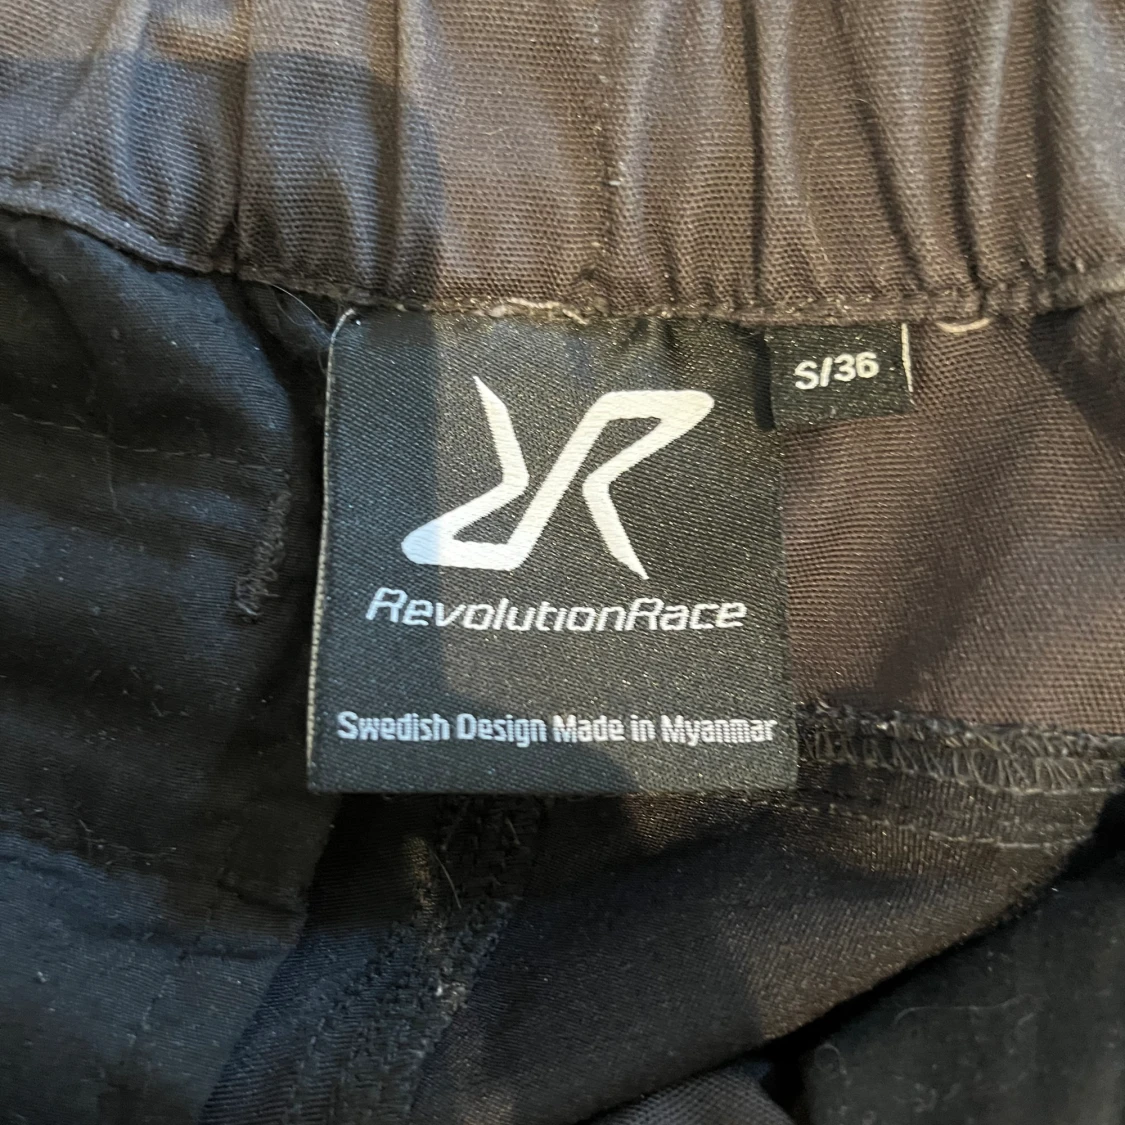 S/36
RevolutionRace
Swedish Design Made in Myanmar